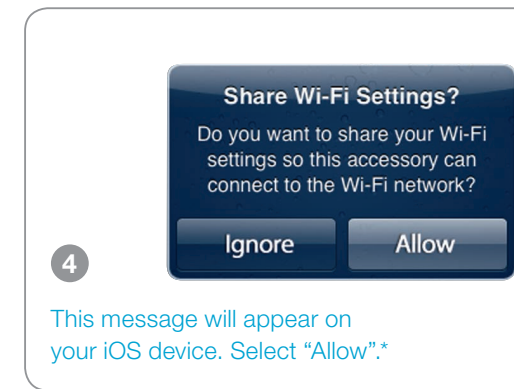 Share Wi-Fi Settings?
Do you want to share your Wi-Fi
settings so this accessory can
connect to the Wi-Fi network?
Ignore
Allow
4
This message will appear on
your iOS device. Select “Allow”.*